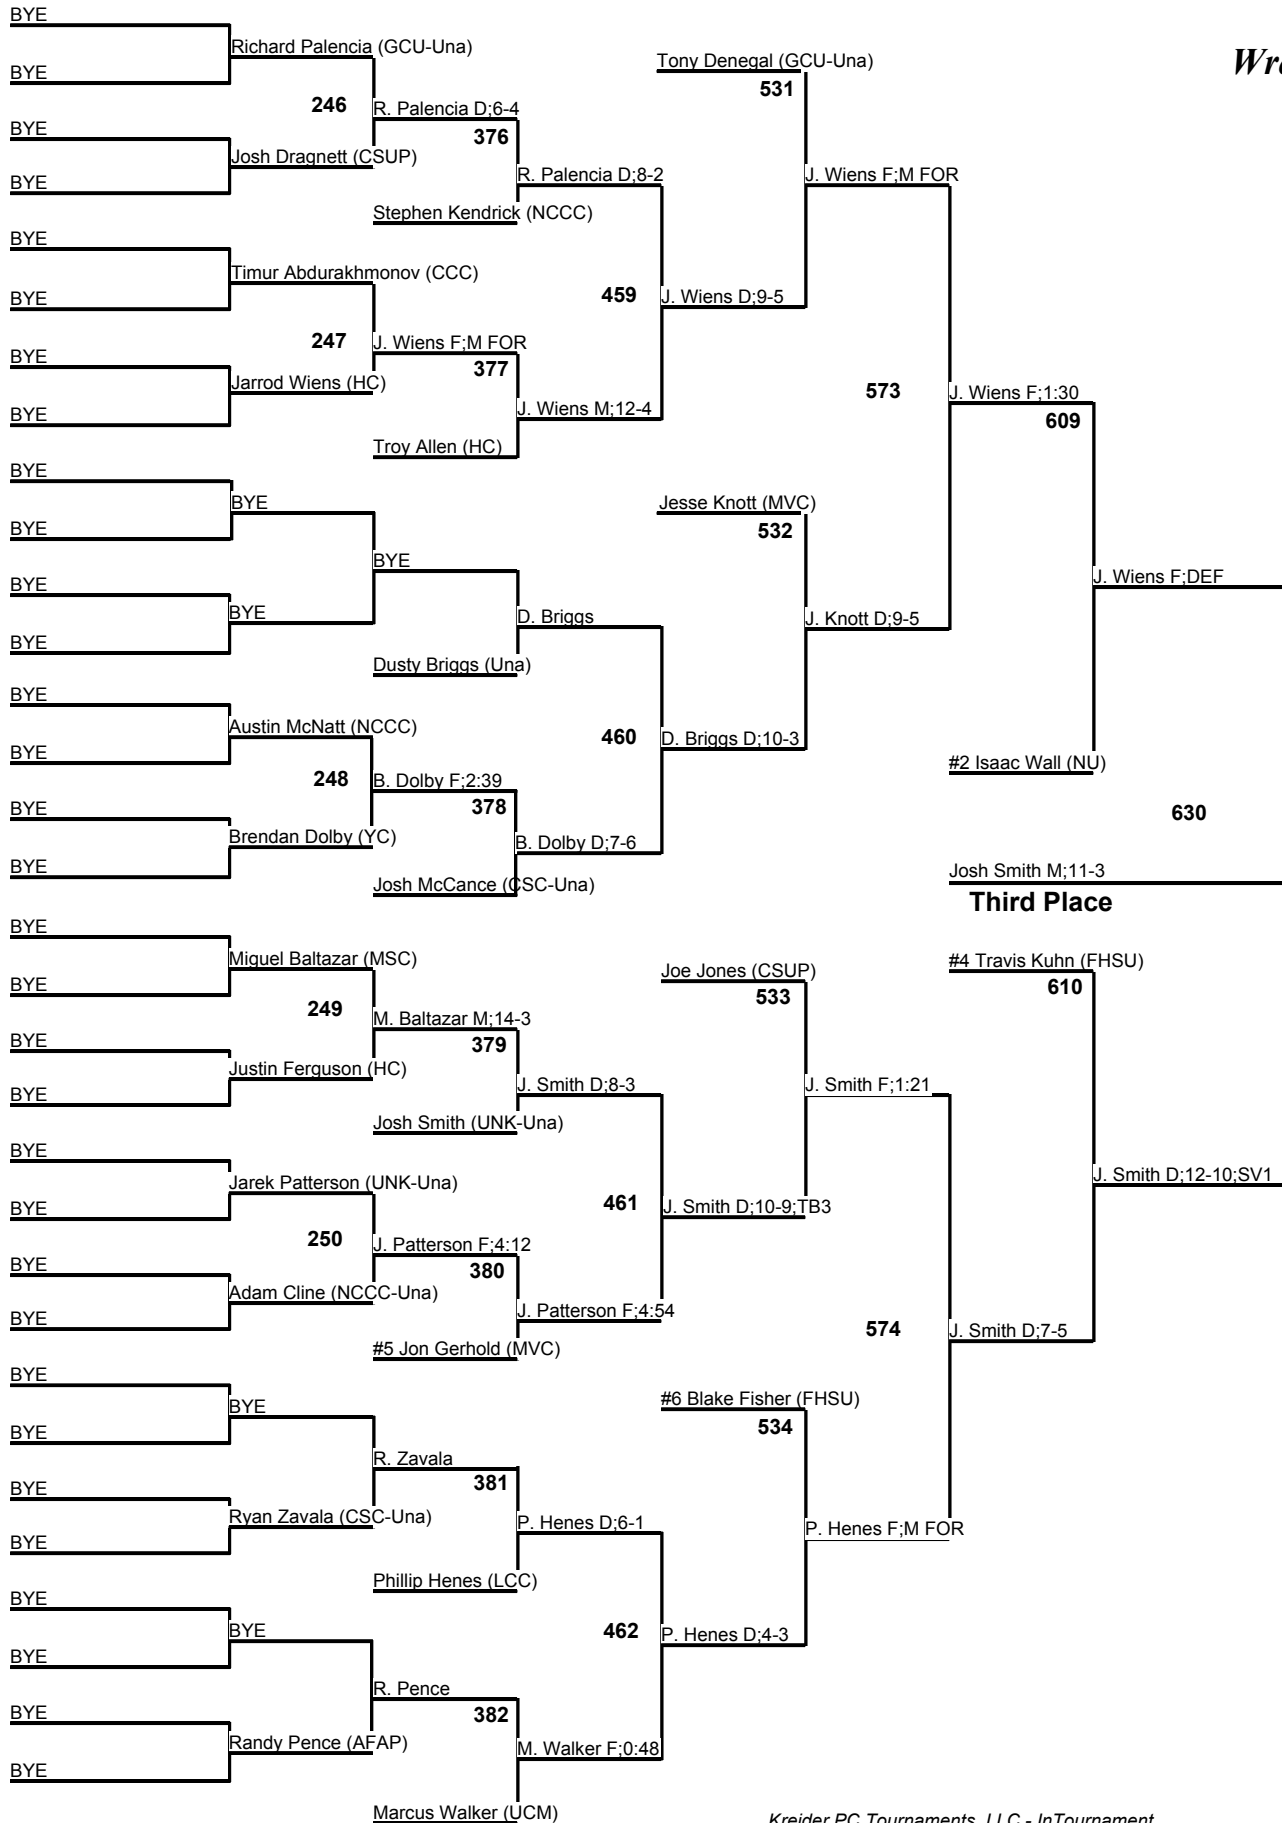 BYE
Richard Palencia (GCU-Una)
BYE
246
R. Palencia D;6-4
376
BYE
Josh Dragnett (CSUP)
BYE
R. Palencia D;8-2
Stephen Kendrick (NCCC)
BYE
Timur Abdurakhmonov (CCC)
BYE
459
J. Wiens D;9-5
247
J. Wiens F;M FOR
377
BYE
Jarrod Wiens (HC)
BYE
J. Wiens M;12-4
Troy Allen (HC)
Tony Denegal (GCU-Una)
531
J. Wiens F;M FOR
573
J. Wiens F;1:30
609
BYE
BYE
BYE
BYE
BYE
BYE
BYE
D. Briggs
Dusty Briggs (Una)
Jesse Knott (MVC)
532
J. Knott D;9-5
J. Wiens F;DEF
BYE
Austin McNatt (NCCC)
BYE
460
D. Briggs D;10-3
248
B. Dolby F;2:39
378
BYE
Brendan Dolby (YC)
BYE
B. Dolby D;7-6
Josh McCance (CSC-Una)
#2 Isaac Wall (NU)
630
Josh Smith M;11-3
Third Place
BYE
Miguel Baltazar (MSC)
BYE
249
M. Baltazar M;14-3
379
BYE
Justin Ferguson (HC)
BYE
J. Smith D;8-3
Josh Smith (UNK-Una)
Joe Jones (CSUP)
533
J. Smith F;1:21
#4 Travis Kuhn (FHSU)
610
BYE
Jarek Patterson (UNK-Una)
BYE
461
J. Smith D;10-9;TB3
J. Smith D;12-10;SV1
250
J. Patterson F;4:12
380
BYE
Adam Cline (NCCC-Una)
BYE
J. Patterson F;4:54
#5 Jon Gerhold (MVC)
574
J. Smith D;7-5
BYE
BYE
BYE
#6 Blake Fisher (FHSU)
534
R. Zavala
381
BYE
Ryan Zavala (CSC-Una)
BYE
P. Henes D;6-1
P. Henes F;M FOR
Phillip Henes (LCC)
BYE
BYE
BYE
462
P. Henes D;4-3
R. Pence
382
BYE
Randy Pence (AFAP)
BYE
M. Walker F;0:48
Marcus Walker (UCM)
Kreider PC Tournaments, LLC - InTournament